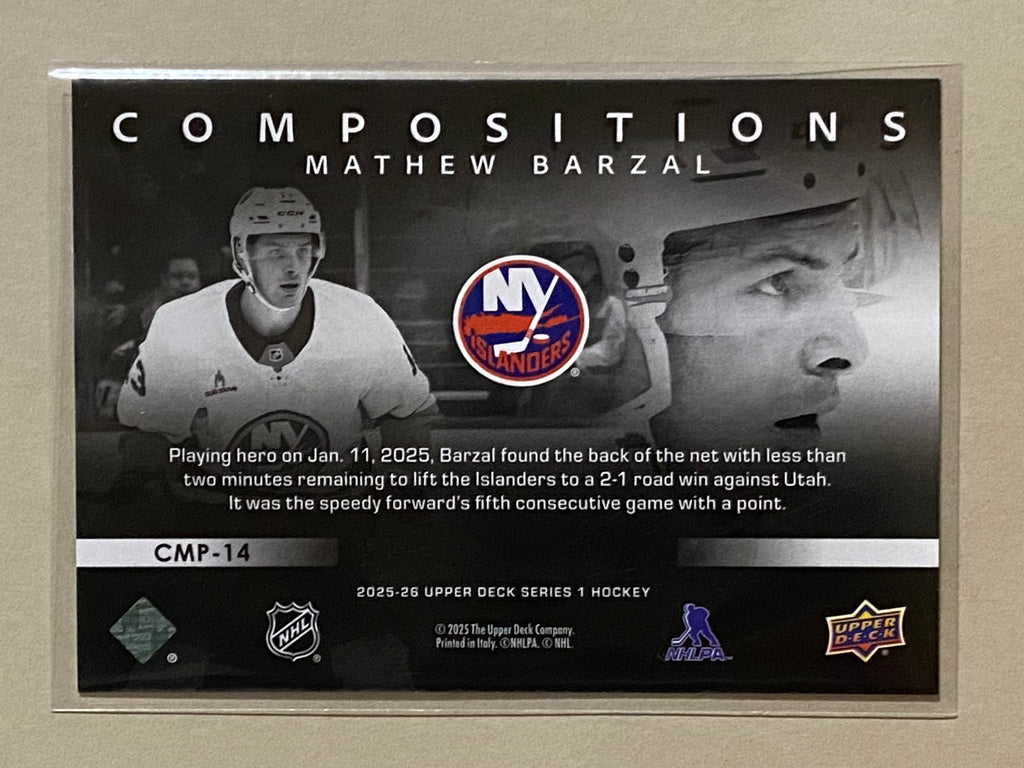 COMPOSITIONS
MATHEW BARZAL
CCM
3
NY
ISLANDERS
®
NY
Playing hero on Jan. 11, 2025, Barzal found the back of the net with less than
two minutes remaining to lift the Islanders to a 2-1 road win against Utah.
It was the speedy forward's fifth consecutive game with a point.
CMP-14
2025-26 UPPER DECK SERIES 1 HOCKEY
© 2025 The Upper Deck Company.
Printed in Italy. ©NHLPA. © NHL.
®
NHL
®
NHLPA
UPPER
D·E·C·K